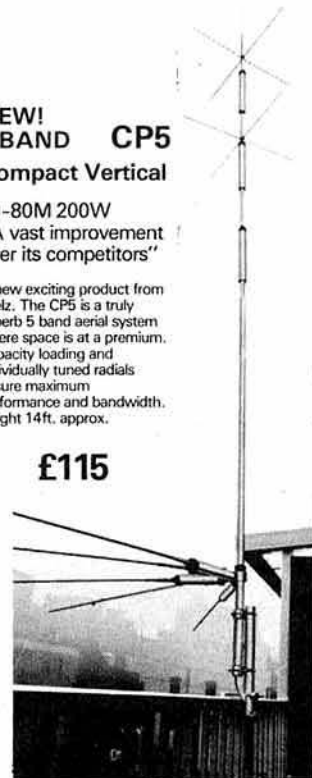 EW!
BAND CP5
ompact Vertical
-80M 200W
A vast improvement
er its competitors”
new exciting product from
elz. The CP5 is a truly
erb 5 band aerial system
ere space is at a premium.
pacity loading and
ividually tuned radials
sure maximum
formance and bandwidth.
ght 14ft. approx.
£115